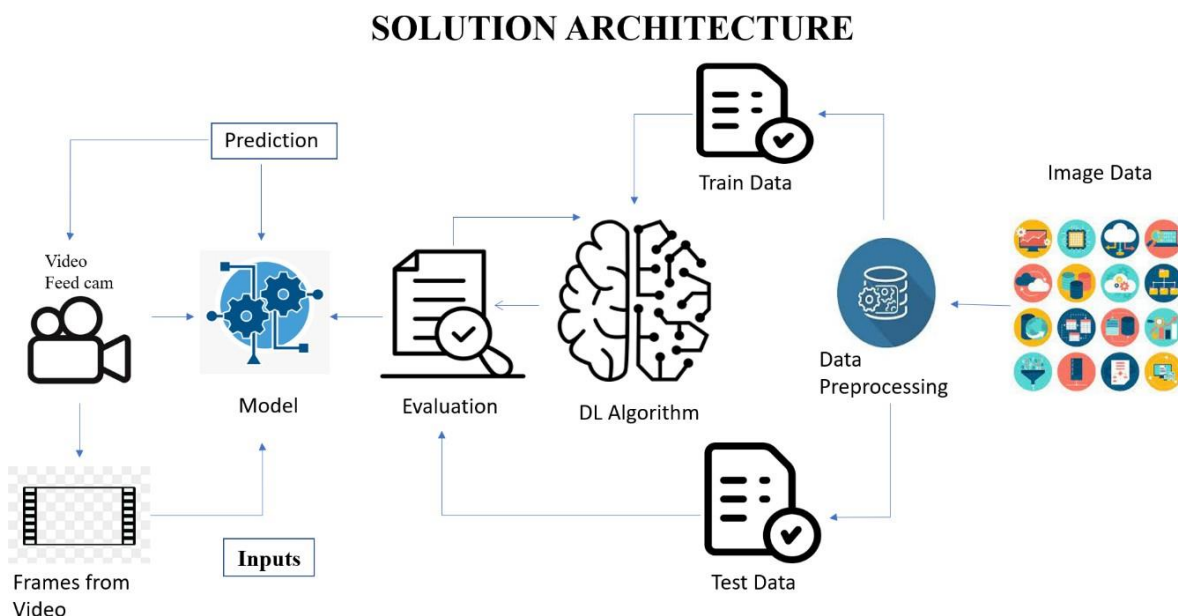 SOLUTION ARCHITECTURE
Prediction
Train Data
Image Data
Video
Feed cam
Model
Evaluation
DL Algorithm
Data
Preprocessing
Inputs
Frames from
Video
Test Data